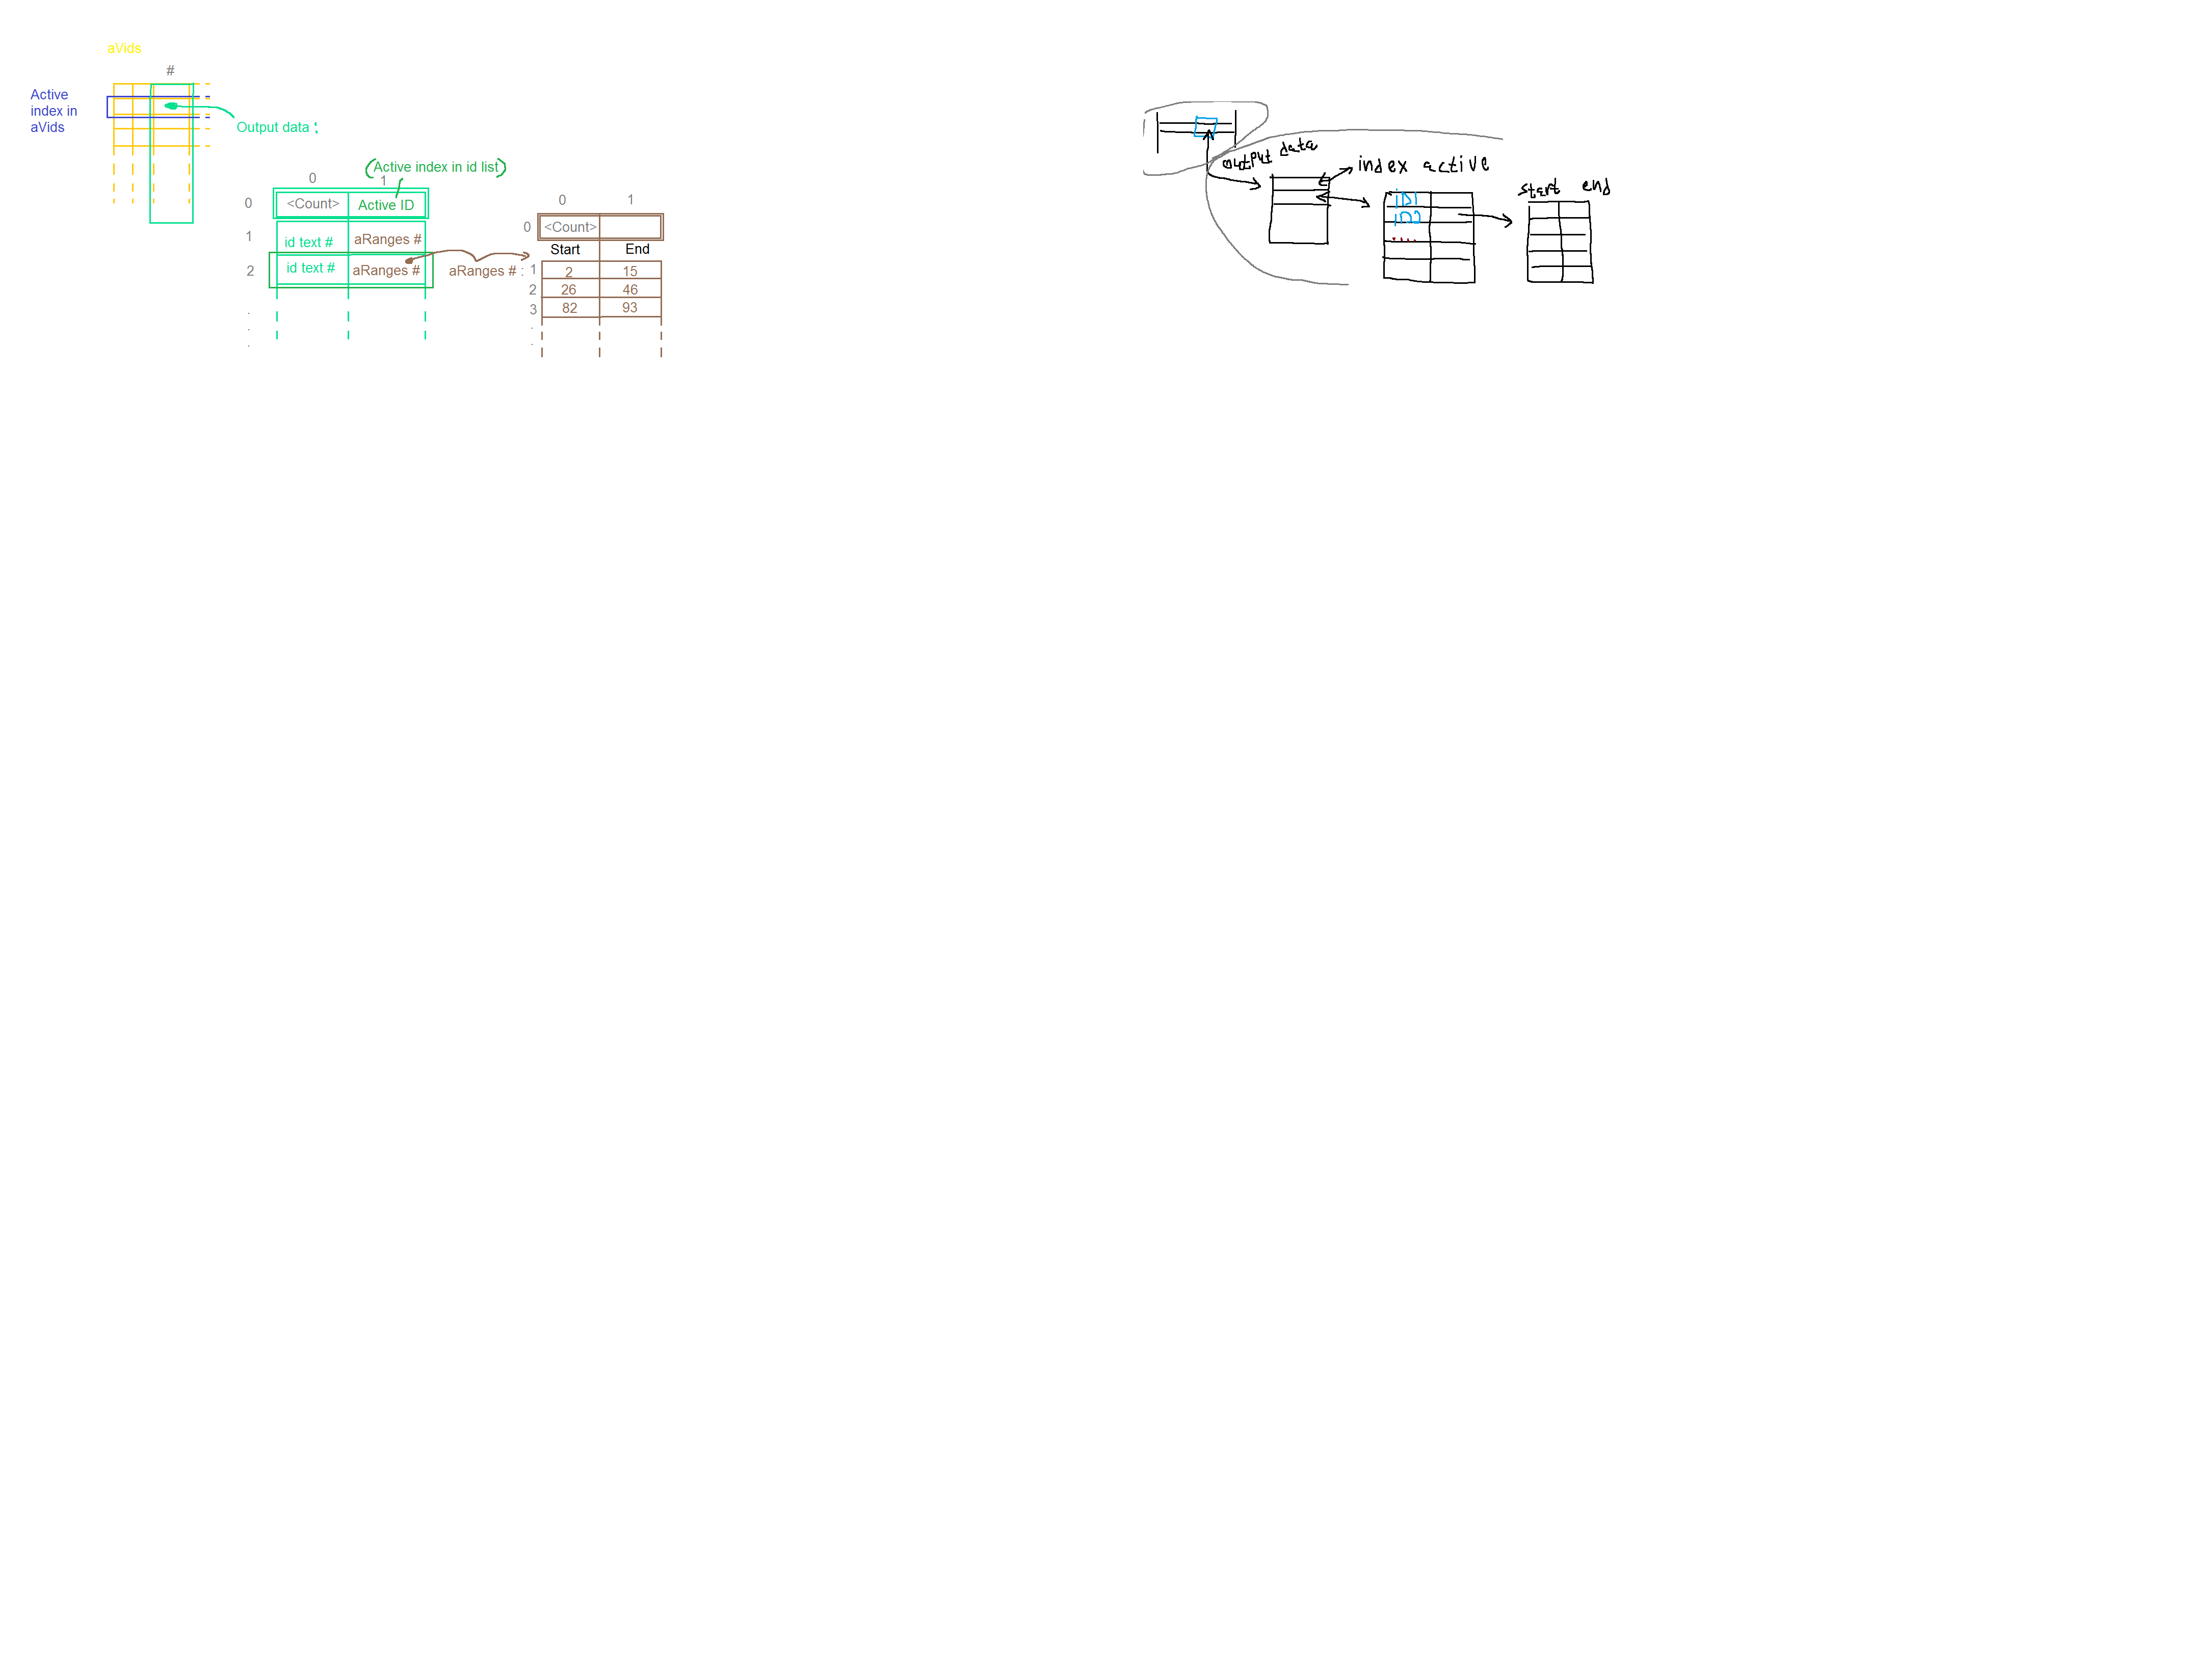 aVids
#
Active
index in
aVids
Output data :
(Active index in id list)
0 1
0 <Count> Active ID
1 id text # aRanges #
2 id text # aRanges #
.
.
.
aRanges # :
0 1
0 <Count>
Start End
1 2 15
2 26 46
3 82 93
.
.
output data
index active
ID1
ID2
....
start end